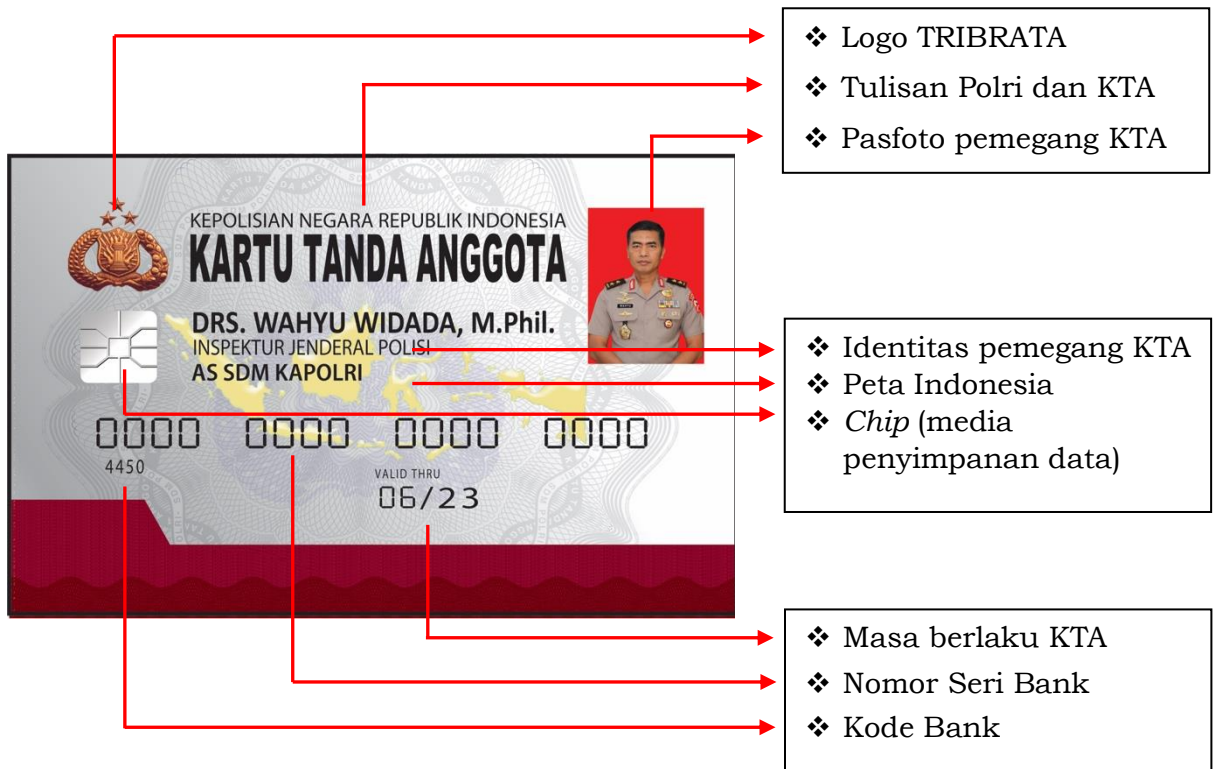 ❖ Logo TRIBRATA
❖ Tulisan Polri dan KTA
❖ Pasfoto pemegang KTA
KEPOLISIAN NEGARA REPUBLIK INDONESIA
KARTU TANDA ANGGOTA
DRS. WAHYU WIDADA, M.Phil.
INSPEKTUR JENDERAL POLISI
AS SDM KAPOLRI
0000 0000 0000 0000
4450
VALID THRU
06/23
❖ Identitas pemegang KTA
❖ Peta Indonesia
❖ Chip (media
penyimpanan data)
❖ Masa berlaku KTA
❖ Nomor Seri Bank
❖ Kode Bank